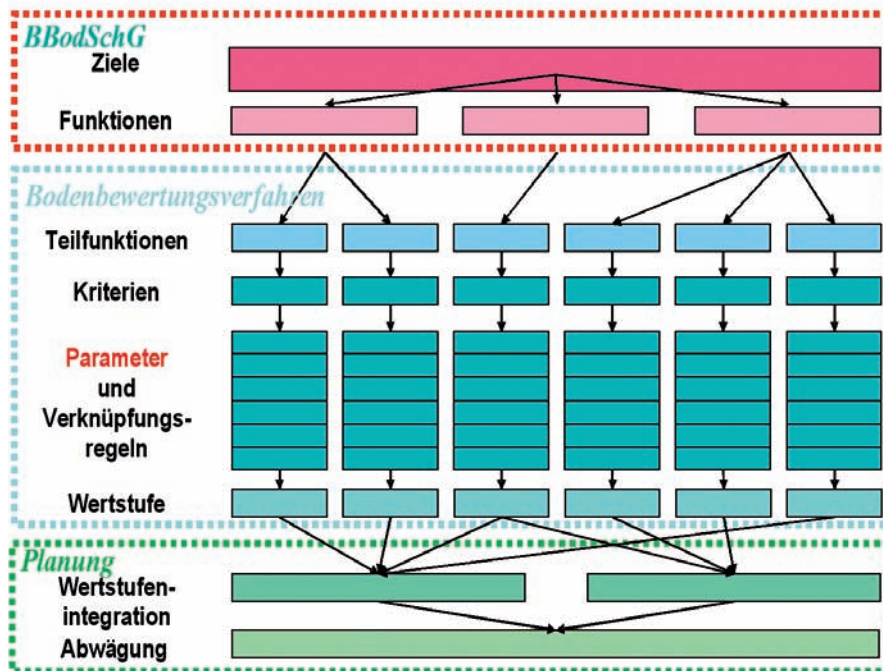 BBodSchG
Ziele
Funktionen
Bodenbewertungsverfahren
Teilfunktionen
Kriterien
Parameter
und
Verknüpfungs-
regeln
Wertstufe
Planung
Wertstufen-
integration
Abwägung